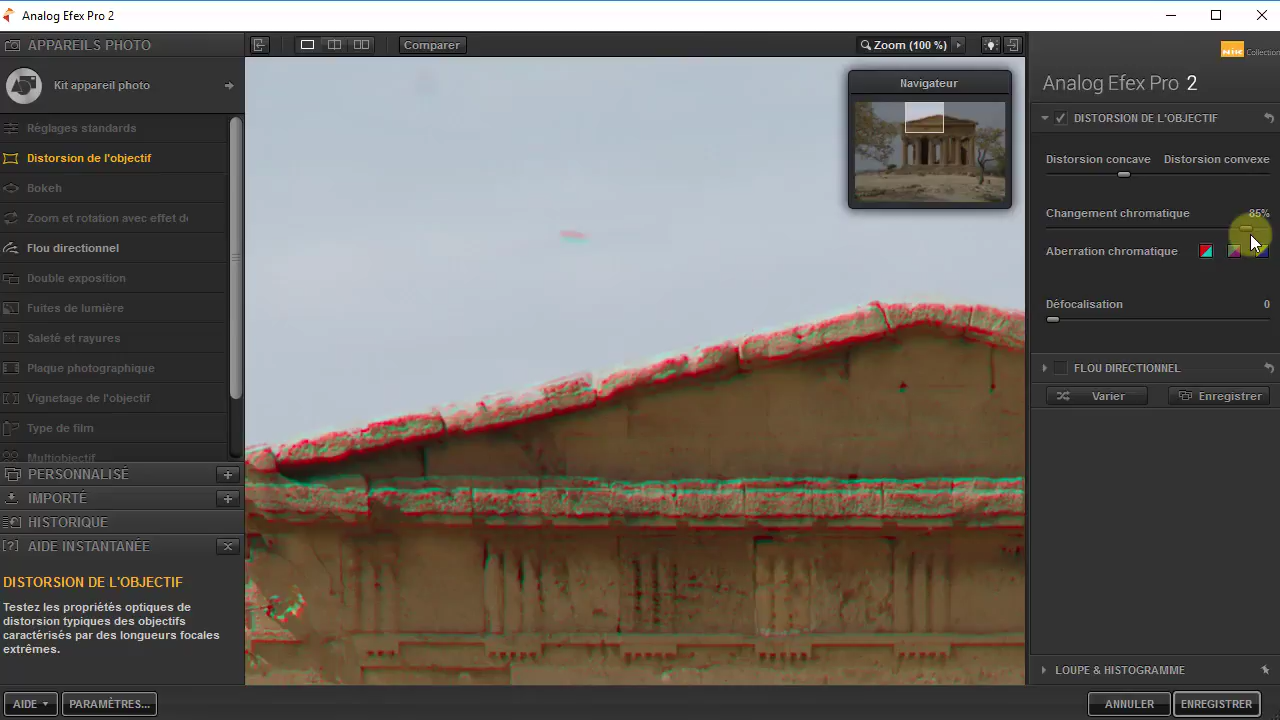 Analog Efex Pro 2
APPAREILS PHOTO
Kit appareil photo
Réglages standards
Distorsion de l'objectif
Bokeh
Zoom et rotation avec effet de
Flou directionnel
Double exposition
Fuites de lumière
Saleté et rayures
Plaque photographique
Vignetage de l'objectif
Type de film
Multiobjectif
PERSONNALISÉ
IMPORTÉ
HISTORIQUE
AIDE INSTANTANÉE
DISTORSION DE L'OBJECTIF
Testez les propriétés optiques de
distorsion typiques des objectifs
caractérisés par des longueurs focales
extrêmes.
AIDE
PARAMÈTRES...
Comparer
Zoom (100 %)
Navigateur
Nik Collection
Analog Efex Pro 2
DISTORSION DE L'OBJECTIF
Distorsion concave Distorsion convexe
Changement chromatique 85%
Aberration chromatique
Défocalisation 0
FLOU DIRECTIONNEL
Varier Enregistrer
LOUPE & HISTOGRAMME
ANNULER ENREGISTRER